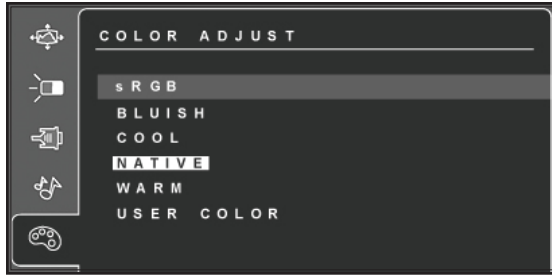 COLOR ADJUST
sRGB
BLUISH
COOL
NATIVE
WARM
USER COLOR